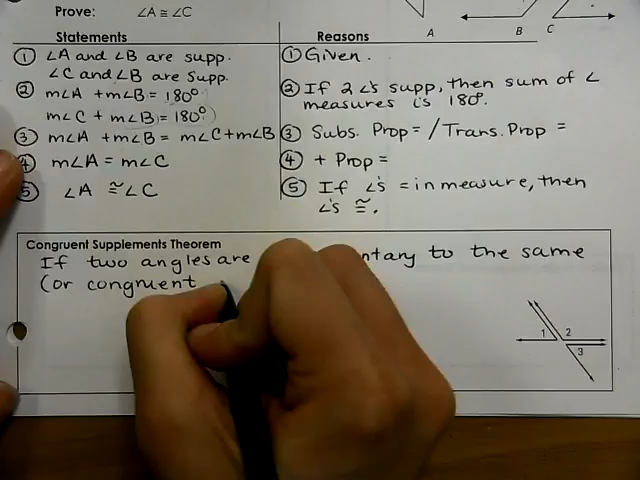 Prove: ∠A ≅ ∠C
A B C
Statements Reasons
① ∠A and ∠B are supp. ① Given.
∠C and ∠B are supp.
② m∠A + m∠B = 180° ② If 2 ∠'s supp, then sum of ∠
m∠C + m∠B = 180° measures is 180°.
③ m∠A + m∠B = m∠C + m∠B ③ Subs. Prop = / Trans. Prop =
④ m∠A = m∠C ④ + Prop =
⑤ ∠A ≅ ∠C ⑤ If ∠'s = in measure, then
∠'s ≅.
Congruent Supplements Theorem
If two angles are ntary to the same
(or congruent
1 2
3